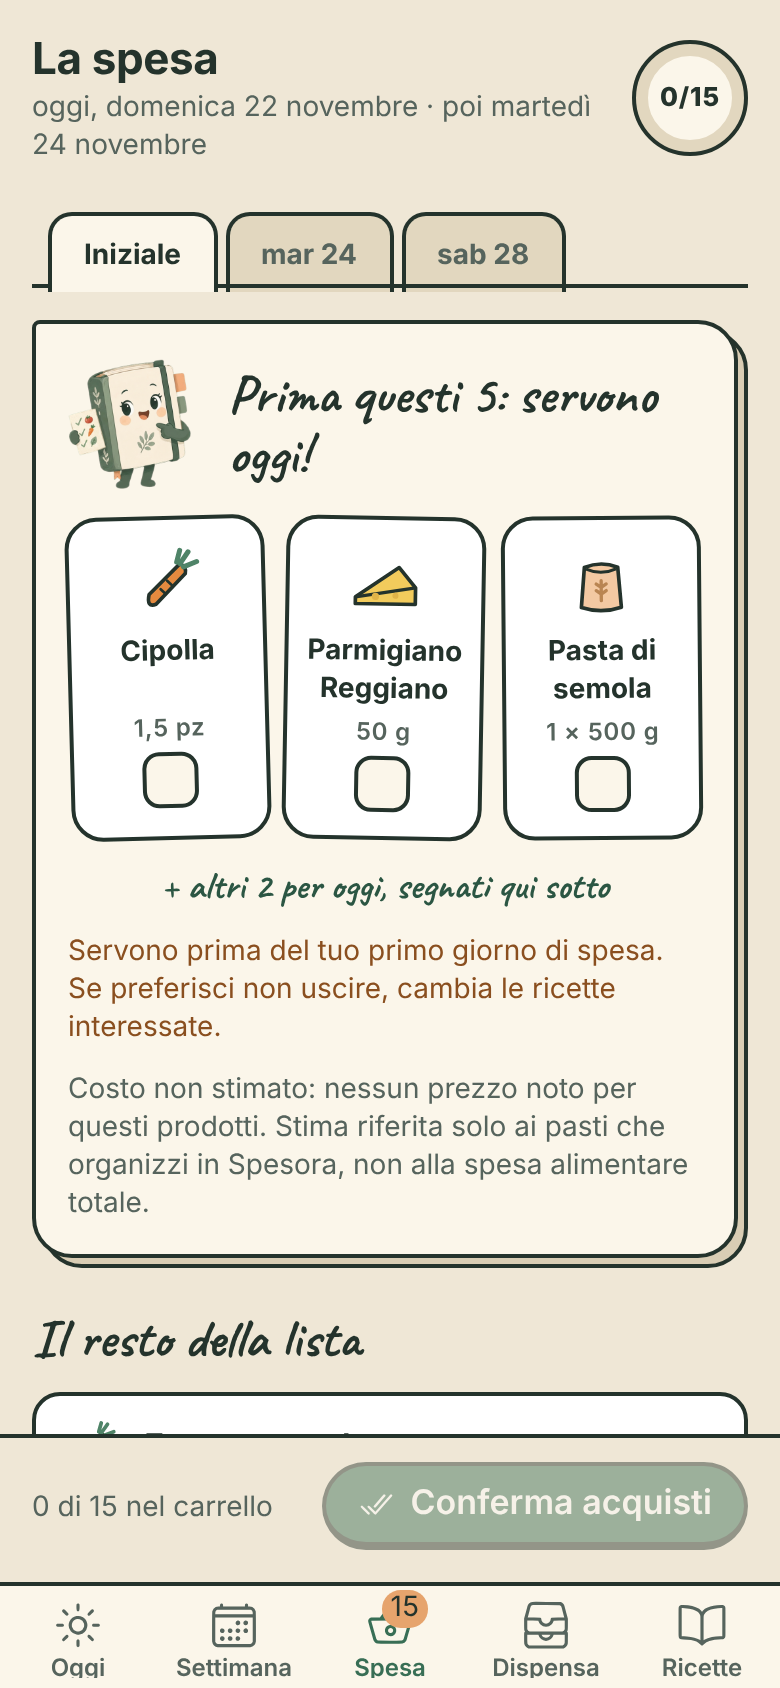 La spesa
oggi, domenica 22 novembre · poi martedì
24 novembre
0/15
Iniziale
mar 24
sab 28
Prima questi 5: servono
oggi!
Cipolla
1,5 pz
Parmigiano
Reggiano
50 g
Pasta di
semola
1 × 500 g
+ altri 2 per oggi, segnati qui sotto
Servono prima del tuo primo giorno di spesa.
Se preferisci non uscire, cambia le ricette
interessate.
Costo non stimato: nessun prezzo noto per
questi prodotti. Stima riferita solo ai pasti che
organizzi in Spesora, non alla spesa alimentare
totale.
Il resto della lista
0 di 15 nel carrello
Conferma acquisti
15
Oggi
Settimana
Spesa
Dispensa
Ricette